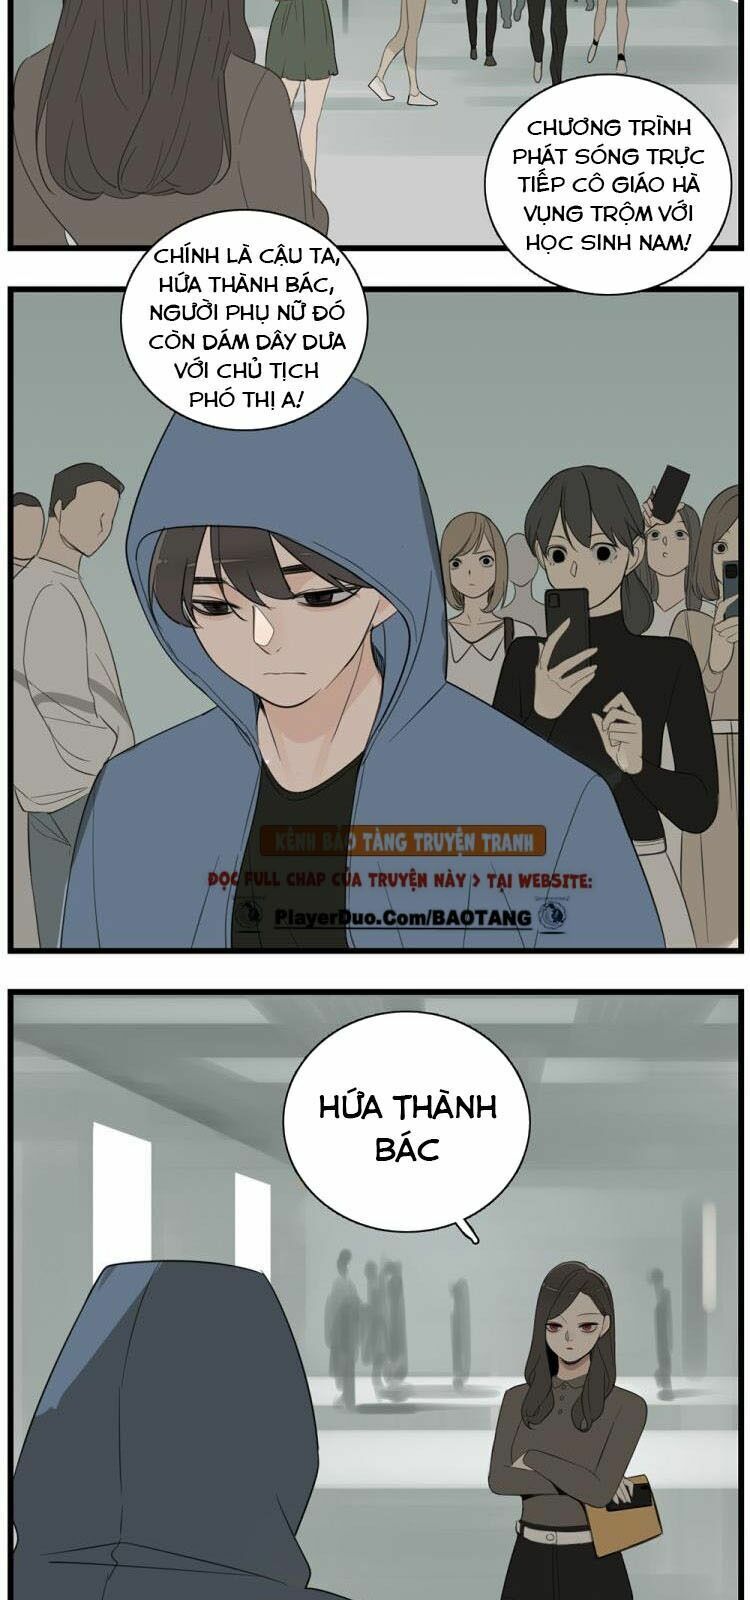 CHƯƠNG TRÌNH
PHÁT SÓNG TRỰC
TIẾP CÔ GIÁO HÀ
VỤNG TRỘM VỚI
HỌC SINH NAM!
CHÍNH LÀ CẬU TA,
HỨA THÀNH BÁC,
NGƯỜI PHỤ NỮ ĐÓ
CÒN DÁM DÂY DƯA
VỚI CHỦ TỊCH
PHÓ THỊ A!
KÊNH BẢO TÀNG TRUYỆN TRANH
ĐỌC FULL CHAP CỦA TRUYỆN NÀY > TẠI WEBSITE:
PlayerDuo.Com/BAOTANG
HỨA THÀNH
BÁC